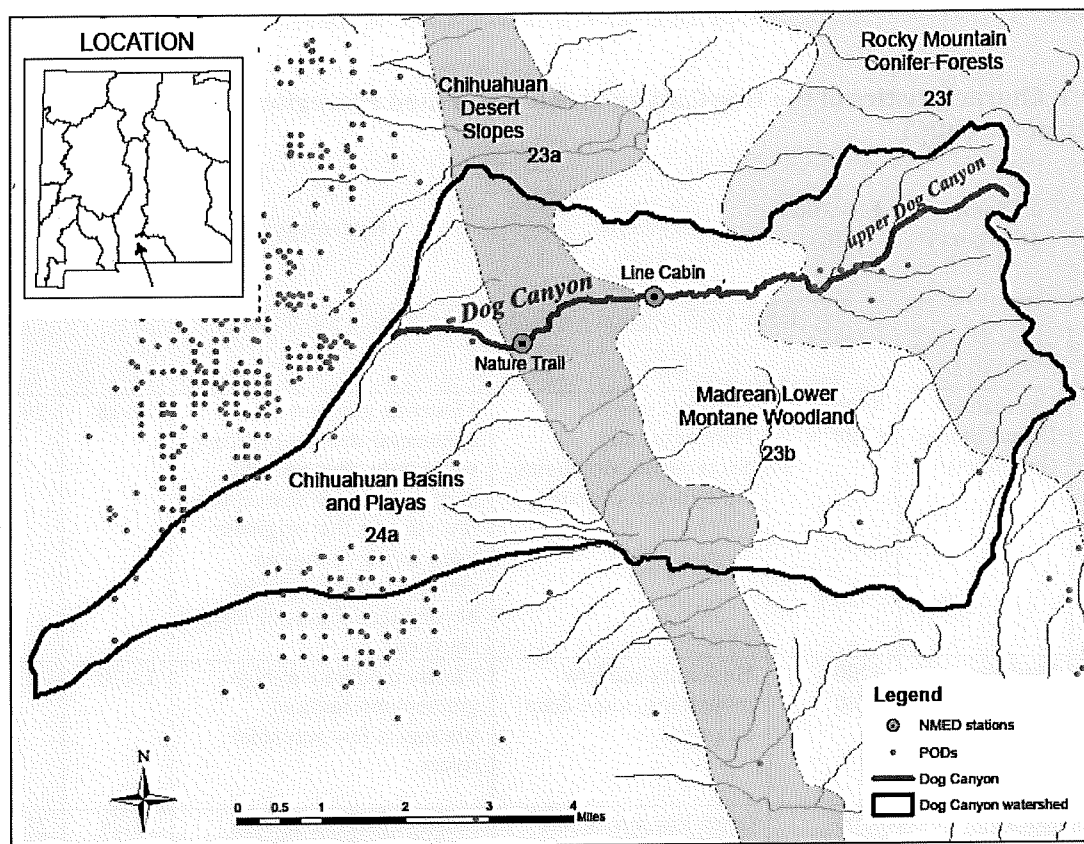 LOCATION
Rocky Mountain
Conifer Forests
23f
Chihuahuan
Desert
Slopes
23a
upper Dog Canyon
Line Cabin
Dog Canyon
Nature Trail
Madrean Lower
Montane Woodland
23b
Chihuahuan Basins
and Playas
24a
Legend
NMED stations
PODs
Dog Canyon
Dog Canyon watershed
N
0 0.5 1 2 3 4
Miles